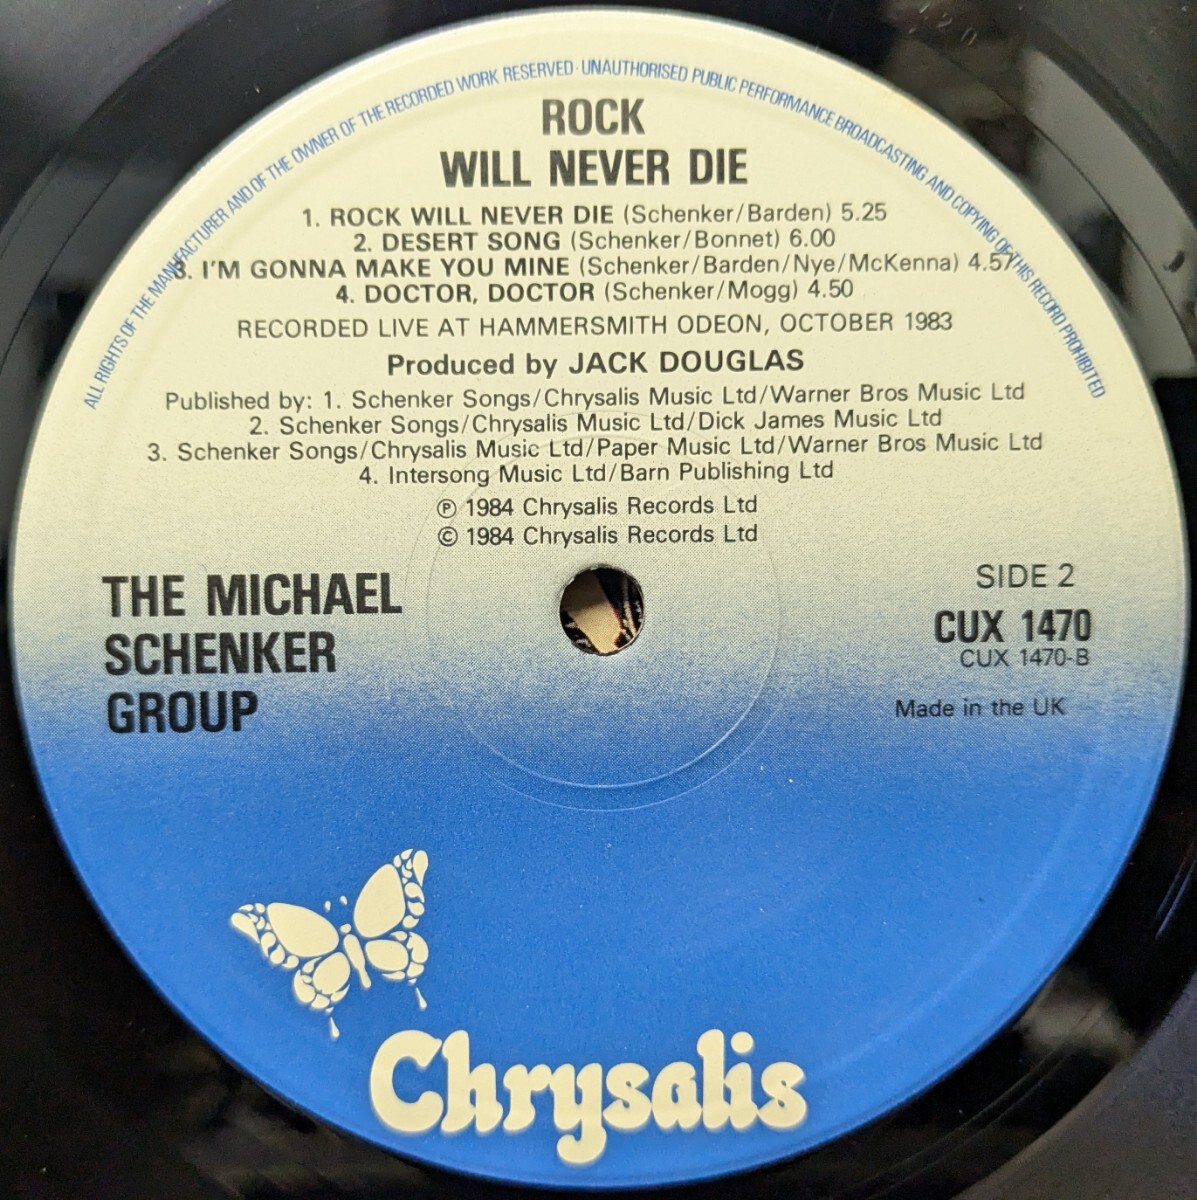 ALL RIGHTS OF THE MANUFACTURER AND OF THE OWNER OF THE RECORDED WORK RESERVED · UNAUTHORISED PUBLIC PERFORMANCE BROADCASTING AND COPYING OF THIS RECORD PROHIBITED
ROCK
WILL NEVER DIE
1. ROCK WILL NEVER DIE (Schenker/Barden) 5.25
2. DESERT SONG (Schenker/Bonnet) 6.00
3. I'M GONNA MAKE YOU MINE (Schenker/Barden/Nye/McKenna) 4.57
4. DOCTOR, DOCTOR (Schenker/Mogg) 4.50
RECORDED LIVE AT HAMMERSMITH ODEON, OCTOBER 1983
Produced by JACK DOUGLAS
Published by: 1. Schenker Songs/Chrysalis Music Ltd/Warner Bros Music Ltd
2. Schenker Songs/Chrysalis Music Ltd/Dick James Music Ltd
3. Schenker Songs/Chrysalis Music Ltd/Paper Music Ltd/Warner Bros Music Ltd
4. Intersong Music Ltd/Barn Publishing Ltd
℗ 1984 Chrysalis Records Ltd
© 1984 Chrysalis Records Ltd
THE MICHAEL
SCHENKER
GROUP
SIDE 2
CUX 1470
CUX 1470-B
Made in the UK
Chrysalis